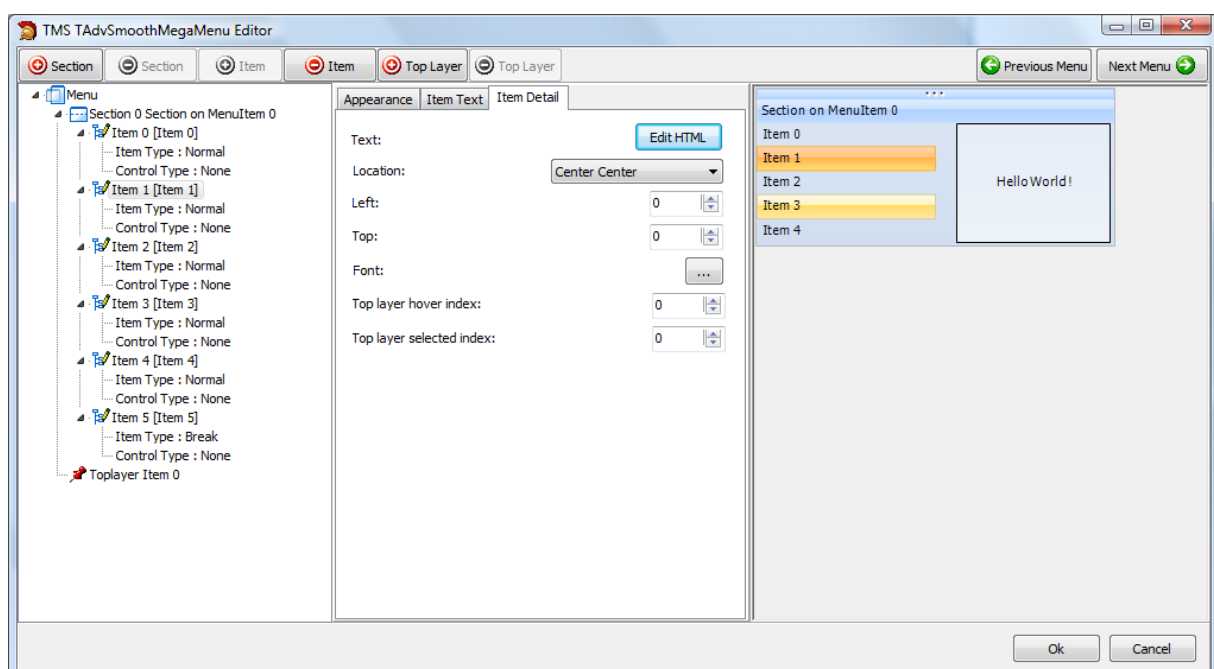 TMS TAdvSmoothMegaMenu Editor
Section
Section
Item
Item
Top Layer
Top Layer
Previous Menu
Next Menu
Menu
Section 0 Section on MenuItem 0
Item 0 [Item 0]
Item Type : Normal
Control Type : None
Item 1 [Item 1]
Item Type : Normal
Control Type : None
Item 2 [Item 2]
Item Type : Normal
Control Type : None
Item 3 [Item 3]
Item Type : Normal
Control Type : None
Item 4 [Item 4]
Item Type : Normal
Control Type : None
Item 5 [Item 5]
Item Type : Break
Control Type : None
Toplayer Item 0
Appearance
Item Text
Item Detail
Text:
Edit HTML
Location:
Center Center
Left:
0
Top:
0
Font:
...
Top layer hover index:
0
Top layer selected index:
0
Section on MenuItem 0
Item 0
Item 1
Item 2
Item 3
Item 4
Hello World!
Ok
Cancel